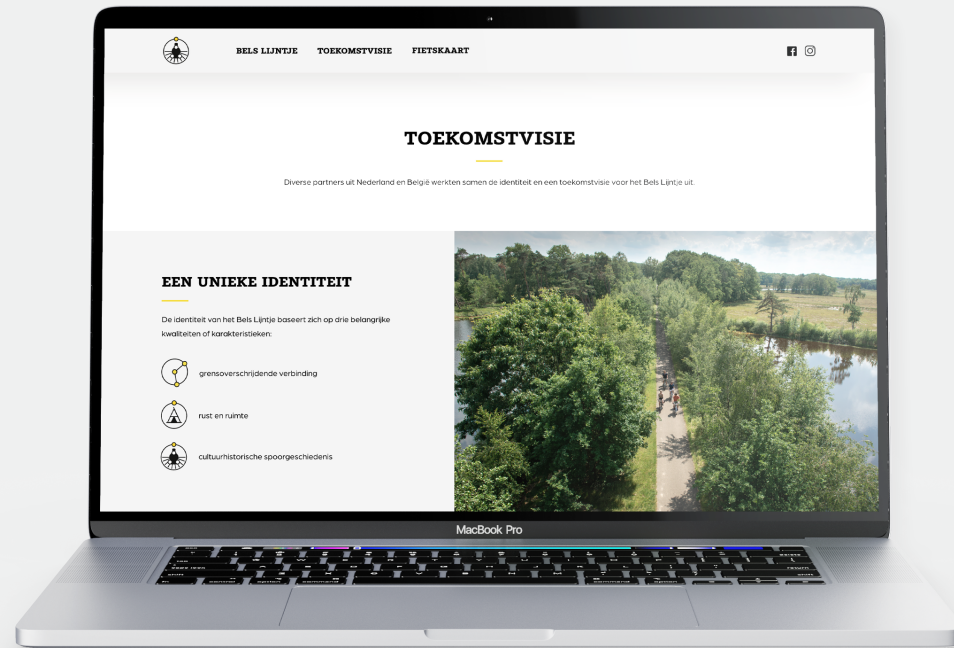 BELS LIJNTJE TOEKOMSTVISIE FIETSKAART
TOEKOMSTVISIE
Diverse partners uit Nederland en België werkten samen de identiteit en een toekomstvisie voor het Bels Lijntje uit.
EEN UNIEKE IDENTITEIT
De identiteit van het Bels Lijntje baseert zich op drie belangrijke
kwaliteiten of karakteristieken:
grensoverschrijdende verbinding
rust en ruimte
cultuurhistorische spoorgeschiedenis
MacBook Pro